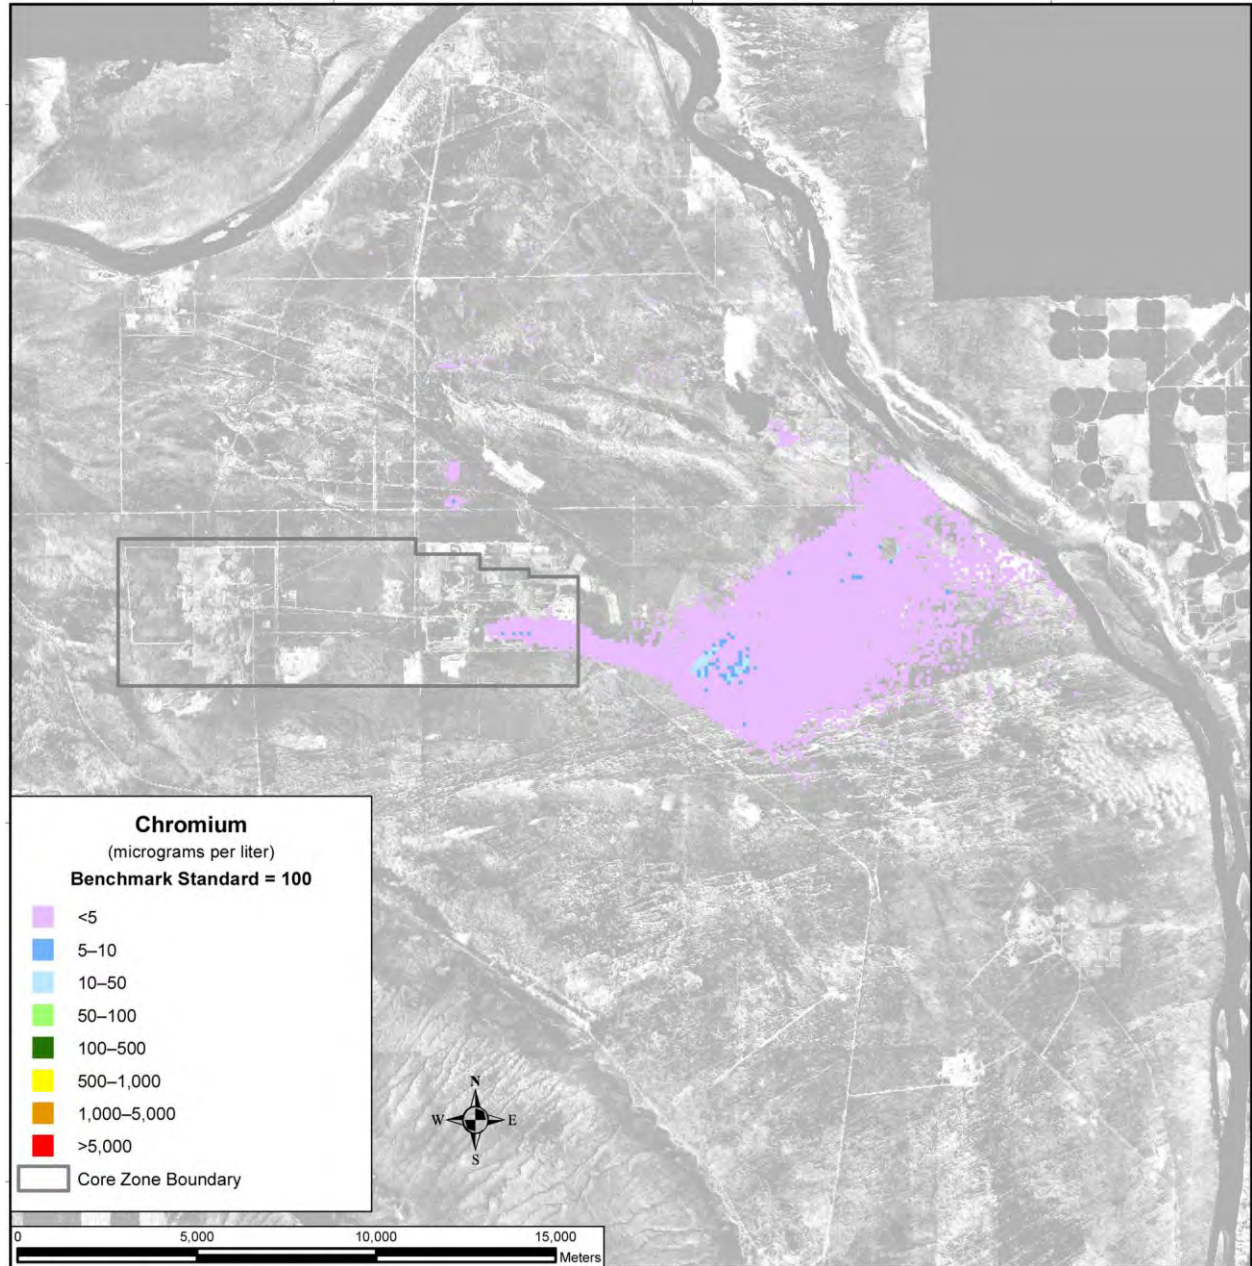 Chromium
(micrograms per liter)
Benchmark Standard = 100
<5
5–10
10–50
50–100
100–500
500–1,000
1,000–5,000
>5,000
Core Zone Boundary
N
W E
S
0 5,000 10,000 15,000
Meters